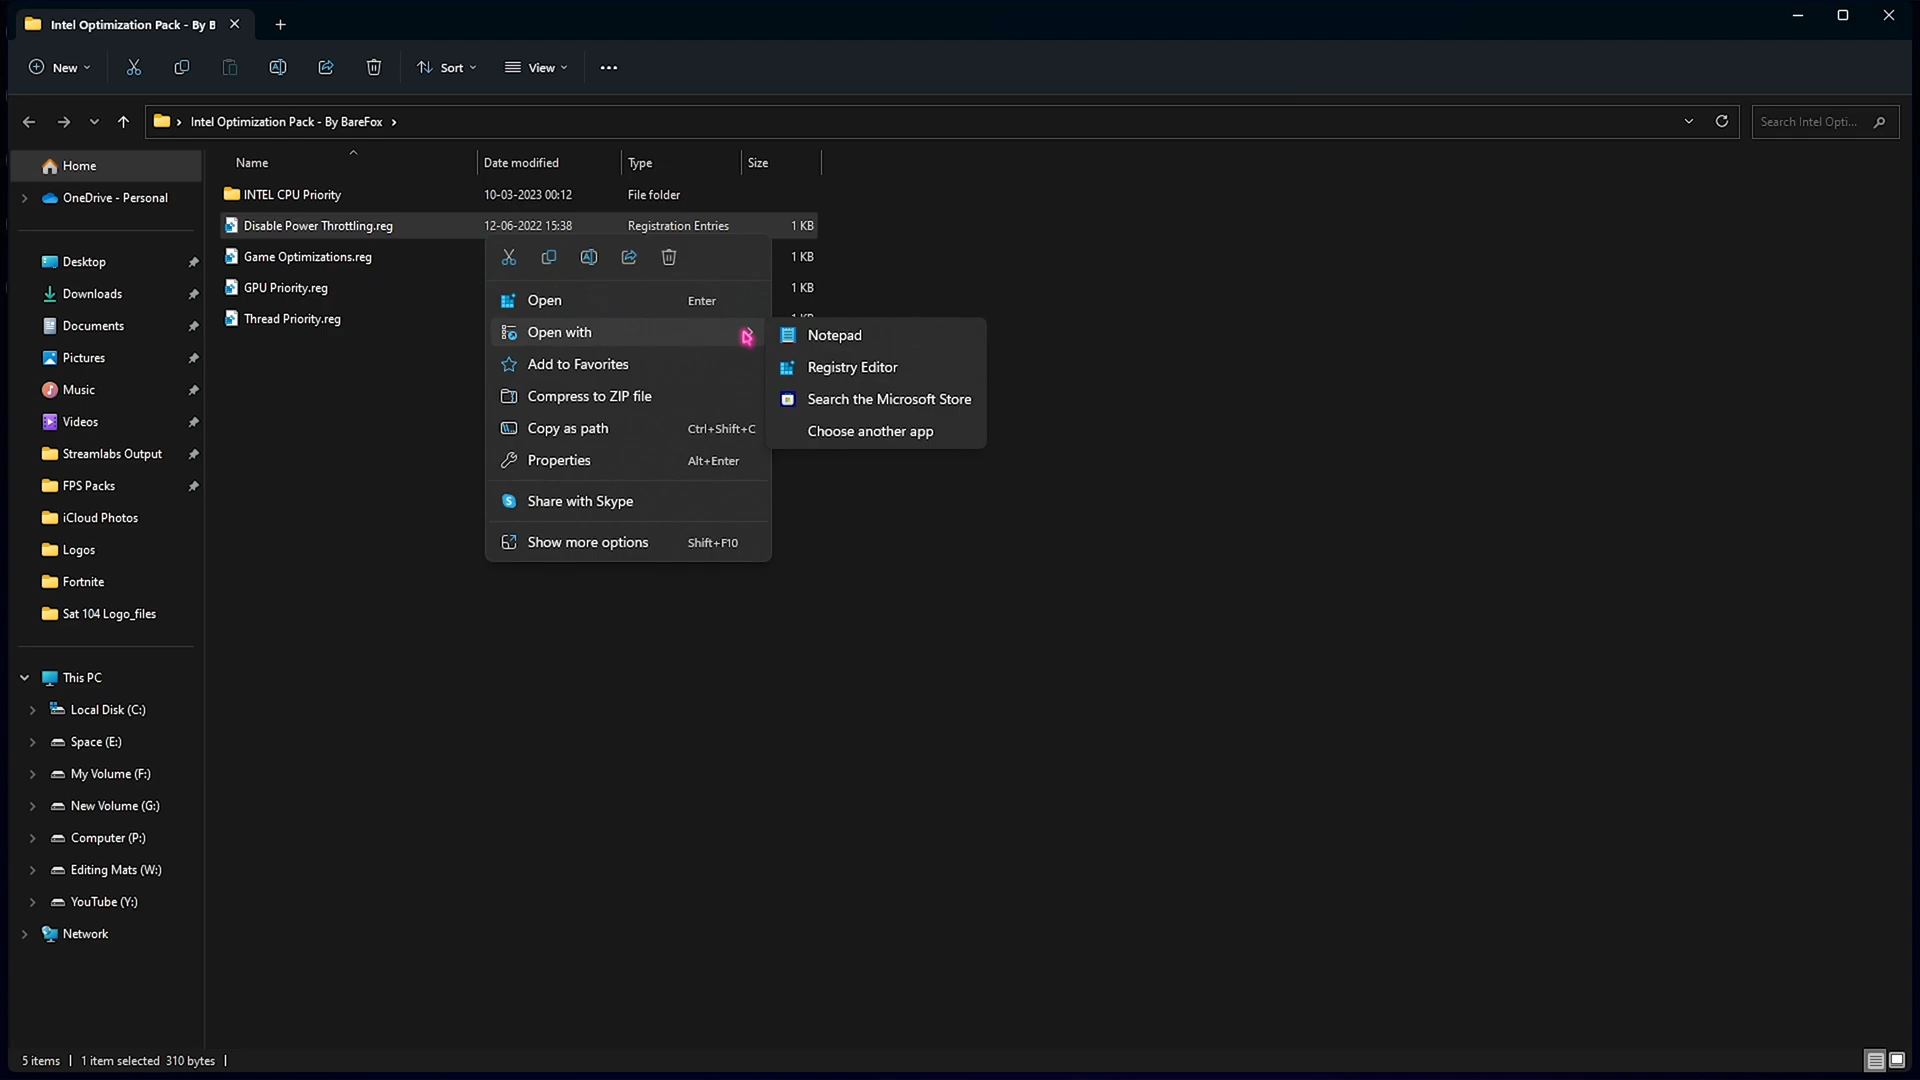 Intel Optimization Pack - By B
New
Sort
View
Intel Optimization Pack - By BareFox
Search Intel Opti...
Name
Date modified
Type
Size
Home
OneDrive - Personal
Desktop
Downloads
Documents
Pictures
Music
Videos
Streamlabs Output
FPS Packs
iCloud Photos
Logos
Fortnite
Sat 104 Logo_files
This PC
Local Disk (C:)
Space (E:)
My Volume (F:)
New Volume (G:)
Computer (P:)
Editing Mats (W:)
YouTube (Y:)
Network
INTEL CPU Priority 10-03-2023 00:12 File folder
Disable Power Throttling.reg 12-06-2022 15:38 Registration Entries 1 KB
Game Optimizations.reg 1 KB
GPU Priority.reg 1 KB
Thread Priority.reg
Open Enter
Open with
Add to Favorites
Compress to ZIP file
Copy as path Ctrl+Shift+C
Properties Alt+Enter
Share with Skype
Show more options Shift+F10
Notepad
Registry Editor
Search the Microsoft Store
Choose another app
5 items 1 item selected 310 bytes